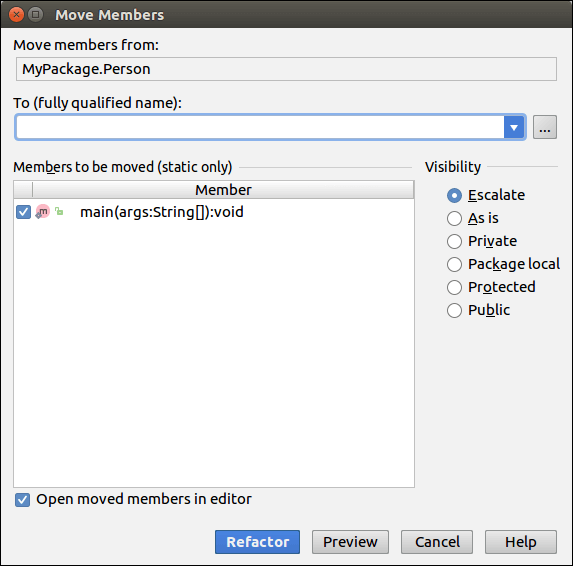 Move Members
Move members from:
MyPackage.Person
To (fully qualified name):
...
Members to be moved (static only)
Visibility
Member
main(args:String[]):void
Escalate
As is
Private
Package local
Protected
Public
Open moved members in editor
Refactor Preview Cancel Help